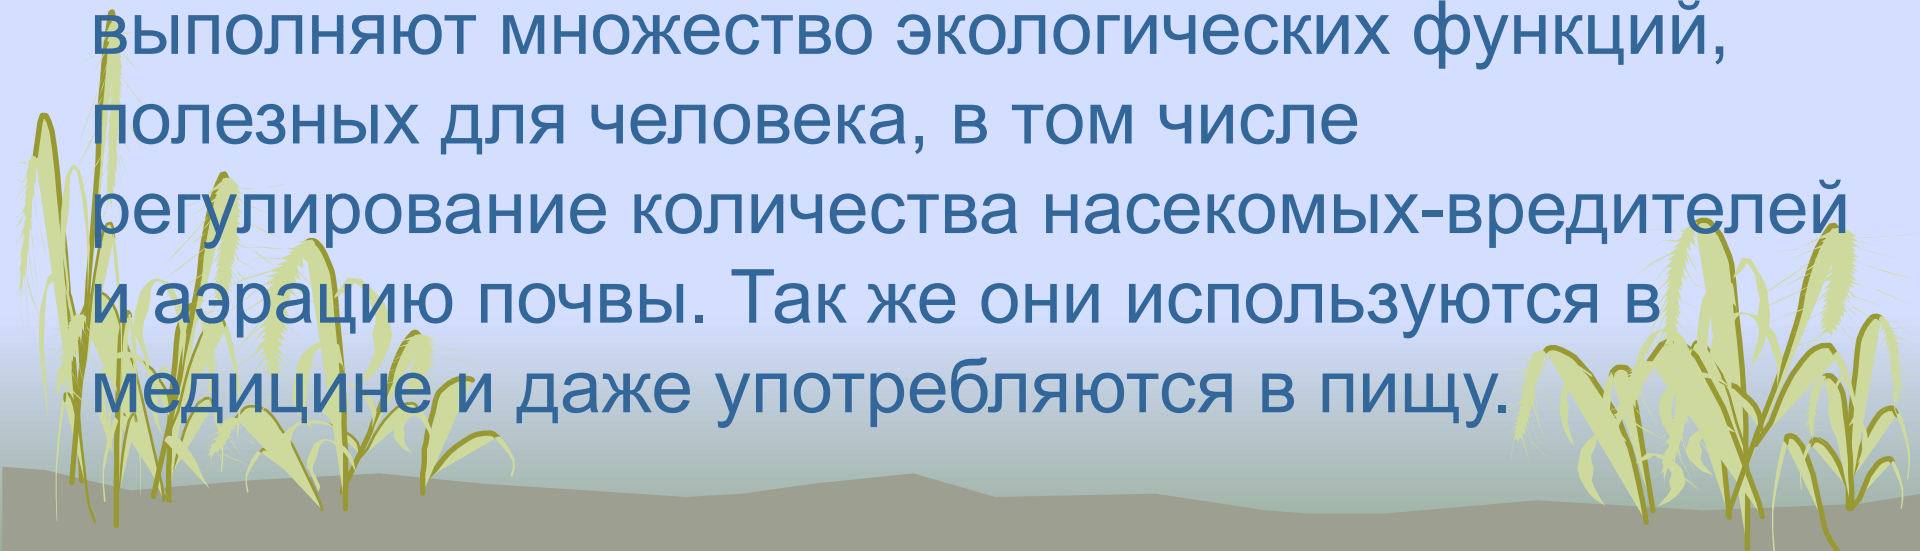 выполняют множество экологических функций,
полезных для человека, в том числе
регулирование количества насекомых-вредителей
и аэрацию почвы. Так же они используются в
медицине и даже употребляются в пищу.